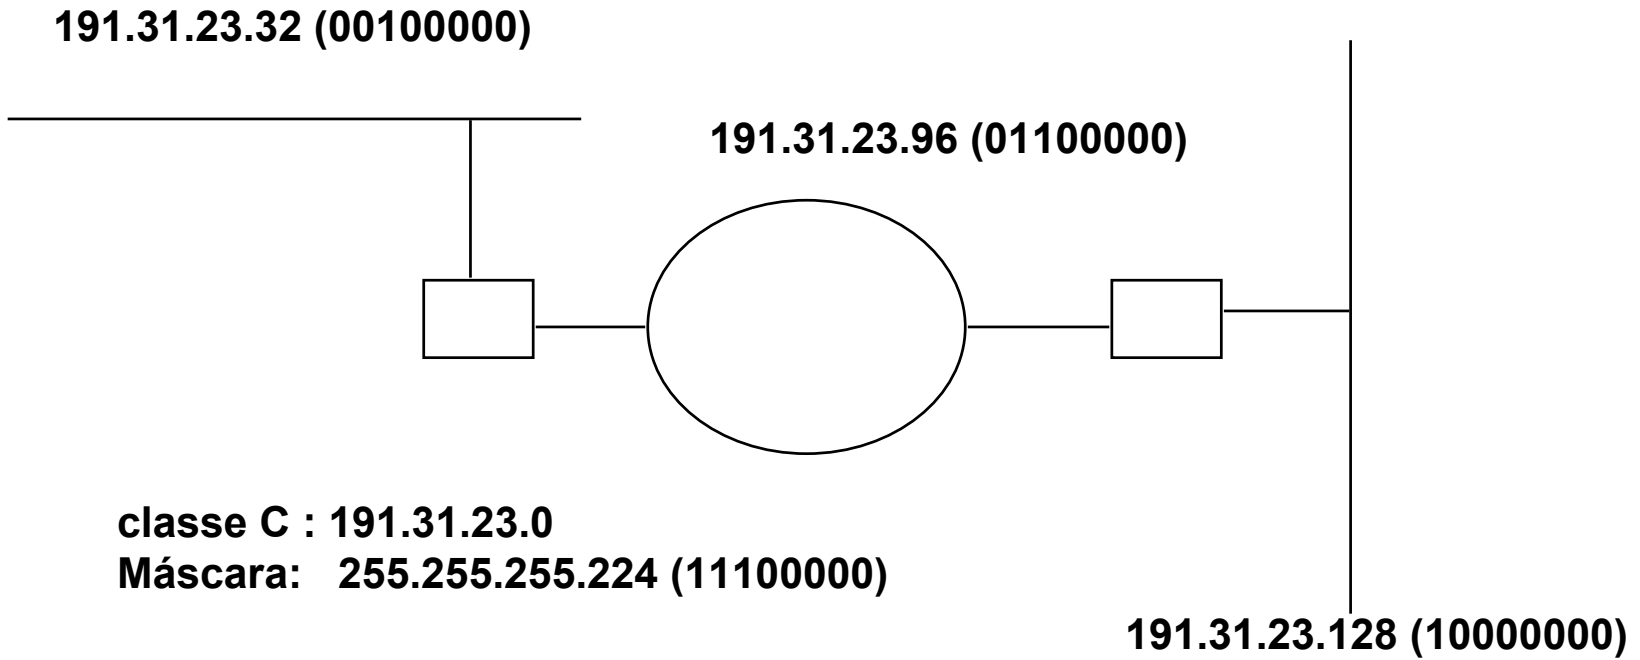 191.31.23.32 (00100000)
191.31.23.96 (01100000)
classe C : 191.31.23.0
Máscara: 255.255.255.224 (11100000)
191.31.23.128 (10000000)